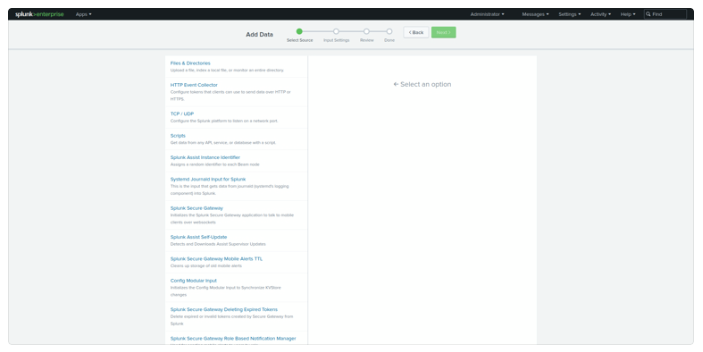 splunk>enterprise Apps ▾ Administrator ▾ Messages ▾ Settings ▾ Activity ▾ Help ▾ Find
Add Data
Select Source Input Settings Review Done
< Back Next >
Files & Directories
Upload a file, index a local file, or monitor an entire directory.
HTTP Event Collector
Configure tokens that clients can use to send data over HTTP or
HTTPS.
TCP / UDP
Configure the Splunk platform to listen on a network port.
Scripts
Get data from any API, service, or database with a script.
Splunk Assist Instance Identifier
Assigns a random identifier to each node
Systemd Journald Input for Splunk
This is the input that gets data from journald (systemd's logging
component) into Splunk.
Splunk Secure Gateway
Initializes the Splunk Secure Gateway application to talk to mobile
clients over websockets
Splunk Assist Self Update
Detects and Downloads Assist Supervisor Updates
Splunk Secure Gateway Mobile Alerts TTL
Cleans up storage of old mobile alerts
Config Modular Input
Initializes the Config Modular Input to Synchronize KVStore
changes.
Splunk Secure Gateway Deleting Expired Tokens
Delete expired or invalid tokens created by Secure Gateway from
Splunk
Splunk Secure Gateway Role Based Notification Manager
← Select an option